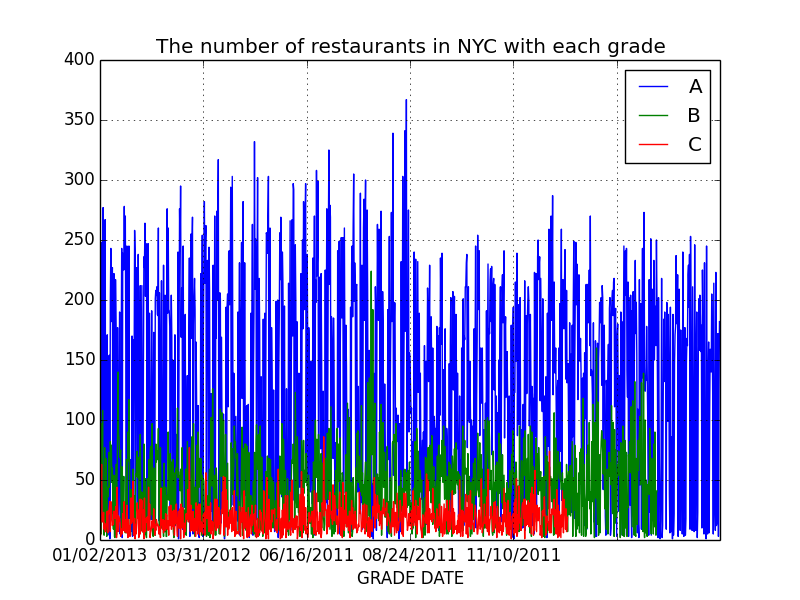 The number of restaurants in NYC with each grade
400
350
300
250
200
150
100
50
0
A
B
C
01/02/2013 03/31/2012 06/16/2011 08/24/2011 11/10/2011
GRADE DATE